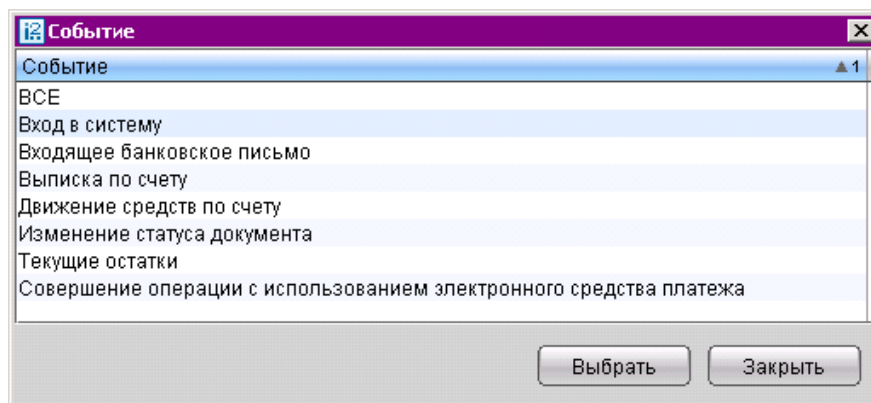 i2 Событие
Событие 1
ВСЕ
Вход в систему
Входящее банковское письмо
Выписка по счету
Движение средств по счету
Изменение статуса документа
Текущие остатки
Совершение операции с использованием электронного средства платежа
Выбрать Закрыть